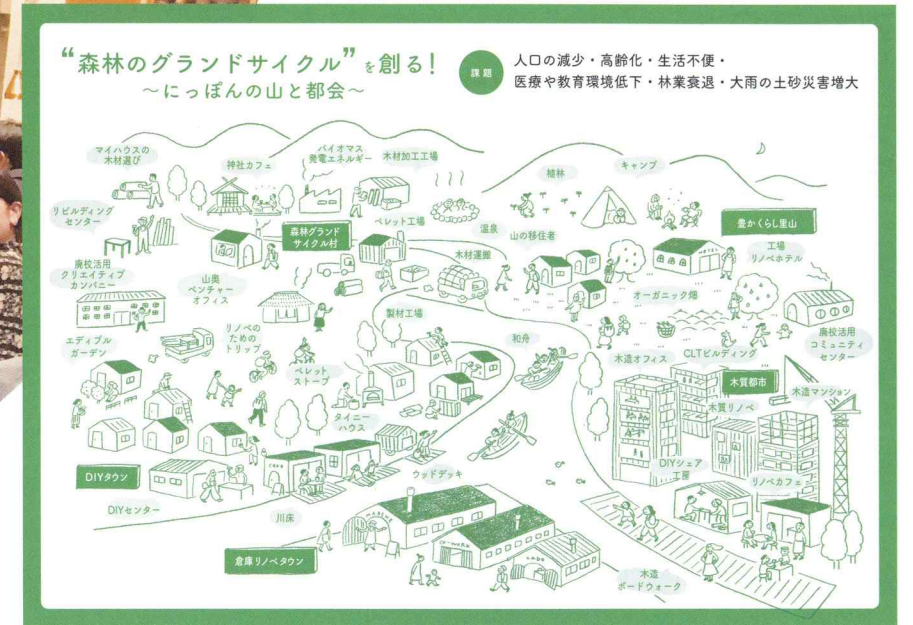 “森林のグランドサイクル”を創る！
〜にっぽんの山と都会〜
課題
人口の減少・高齢化・生活不便・
医療や教育環境低下・林業衰退・大雨の土砂災害増大
マイハウスの
木材選び
神社カフェ
バイオマス
発電エネルギー
木材加工工場
植林
キャンプ
リビルディング
センター
森林グランド
サイクル村
ペレット工場
温泉
山の移住者
豊かくらし里山
工場
リノベホテル
HOTEL
廃校活用
クリエイティブ
カンパニー
山奥
ベンチャー
オフィス
木材運搬
オーガニック畑
製材工場
和舟
廃校活用
コミュニティ
センター
エディブル
ガーデン
リノベの
ための
トリップ
ペレット
ストーブ
木造オフィス
CLTビルディング
木質都市
木造マンション
木質リノベ
タイニー
ハウス
DIYタウン
DIYセンター
CAFE
川床
ウッドデッキ
DIYシェア
工房
リノベカフェ
倉庫リノベタウン
MARCHE
CO-WORK
LABO
木造
ボードウォーク